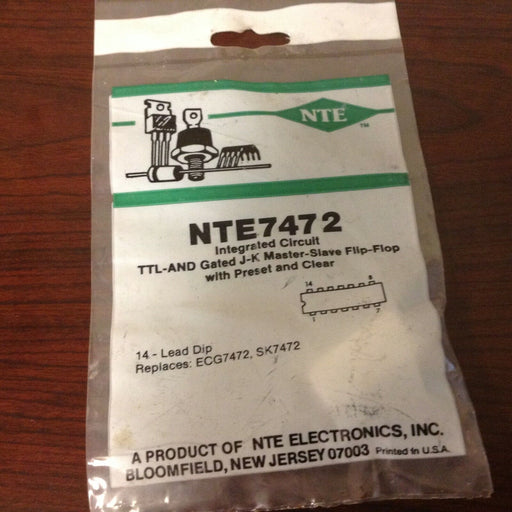 NTE
TM
NTE7472
Integrated Circuit
TTL-AND Gated J-K Master-Slave Flip-Flop
with Preset and Clear
14 8
1 7
14 - Lead Dip
Replaces: ECG7472, SK7472
A PRODUCT OF NTE ELECTRONICS, INC.
BLOOMFIELD, NEW JERSEY 07003 Printed in U.S.A.